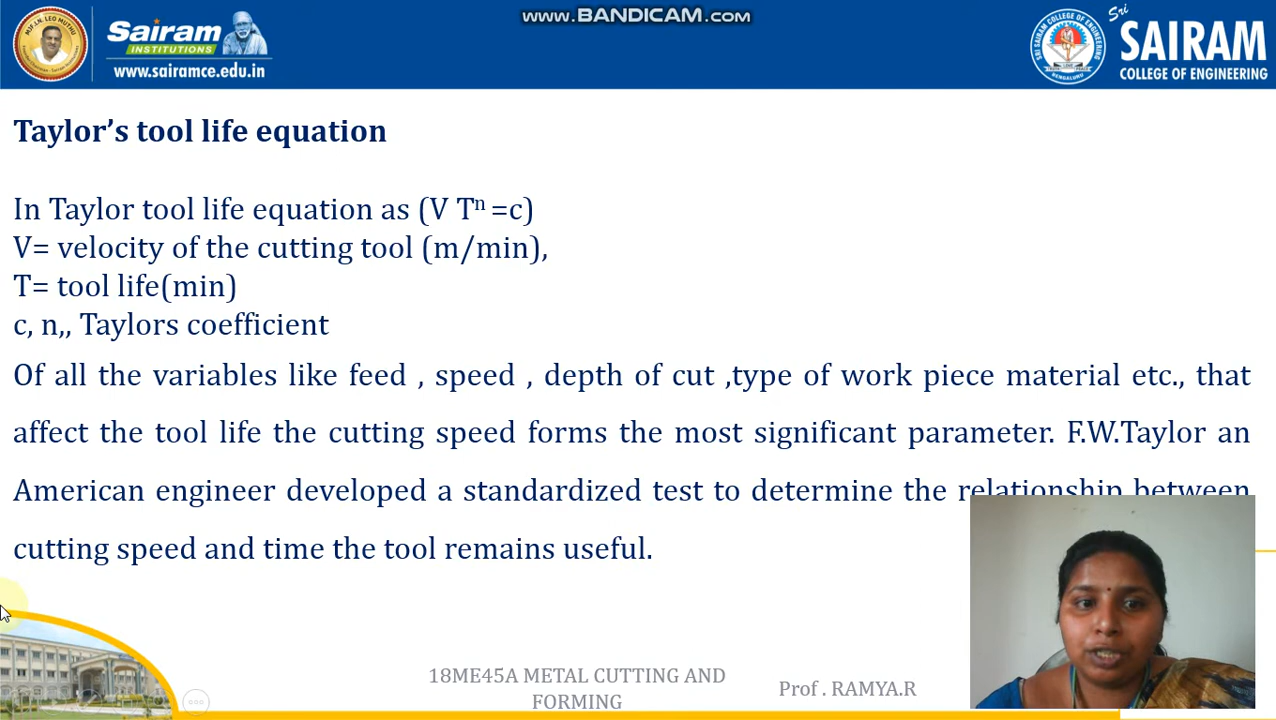 www.BANDICAM.com
Sairam
INSTITUTIONS
www.sairamce.edu.in
Sri
SAIRAM
COLLEGE OF ENGINEERING
Taylor’s tool life equation
In Taylor tool life equation as (V Tⁿ =c)
V= velocity of the cutting tool (m/min),
T= tool life(min)
c, n,, Taylors coefficient
Of all the variables like feed , speed , depth of cut ,type of work piece material etc., that
affect the tool life the cutting speed forms the most significant parameter. F.W.Taylor an
American engineer developed a standardized test to determine the relationship between
cutting speed and time the tool remains useful.
18ME45A METAL CUTTING AND
FORMING
Prof . RAMYA.R